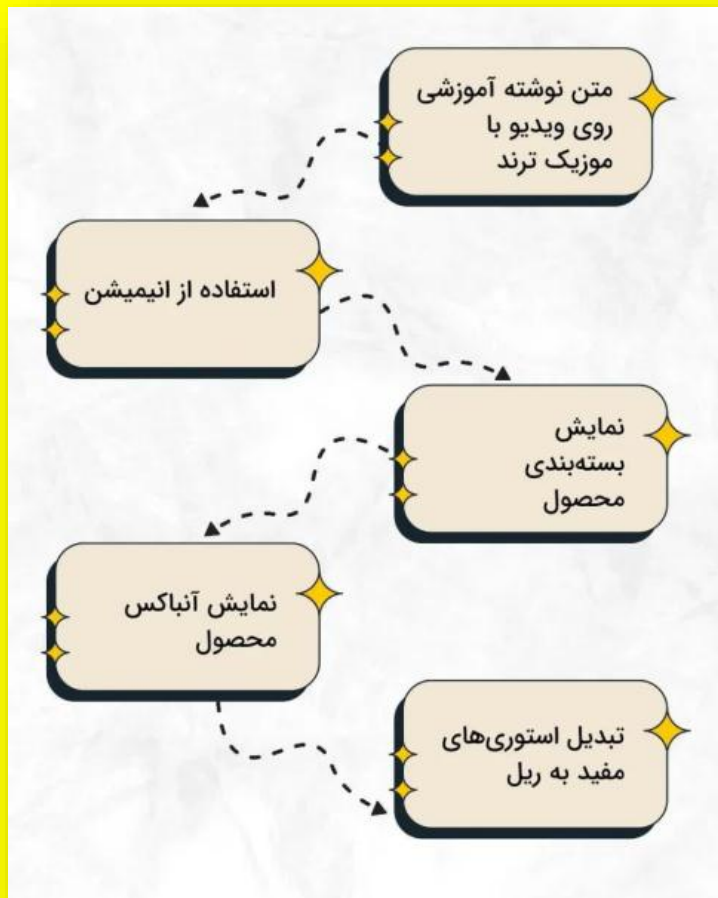 متن نوشته آموزشی
روی ویدیو با
موزیک ترند
استفاده از انیمیشن
نمایش
بسته‌بندی
محصول
نمایش آنباکس
محصول
تبدیل استوری‌های
مفید به ریل